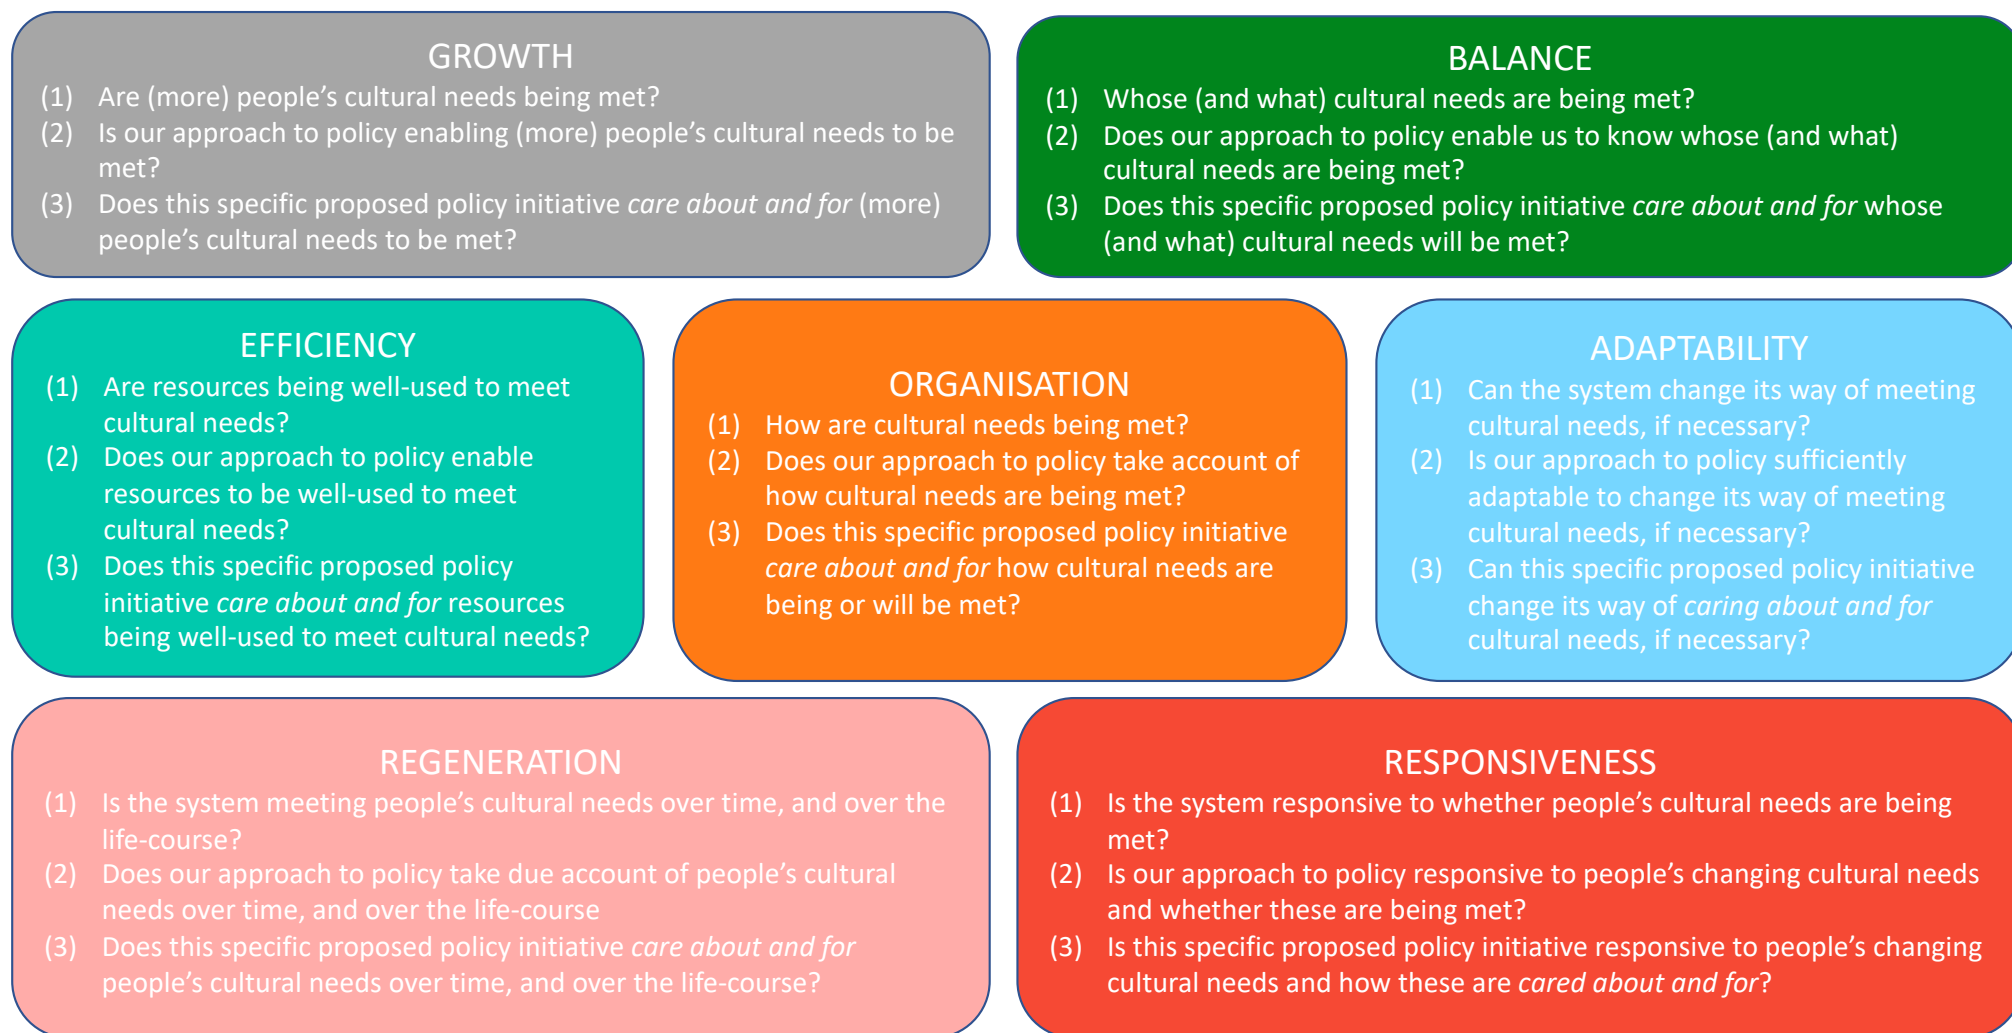 GROWTH
(1) Are (more) people’s cultural needs being met?
(2) Is our approach to policy enabling (more) people’s cultural needs to be
met?
(3) Does this specific proposed policy initiative care about and for (more)
people’s cultural needs to be met?
BALANCE
(1) Whose (and what) cultural needs are being met?
(2) Does our approach to policy enable us to know whose (and what)
cultural needs are being met?
(3) Does this specific proposed policy initiative care about and for whose
(and what) cultural needs will be met?
EFFICIENCY
(1) Are resources being well-used to meet
cultural needs?
(2) Does our approach to policy enable
resources to be well-used to meet
cultural needs?
(3) Does this specific proposed policy
initiative care about and for resources
being well-used to meet cultural needs?
ORGANISATION
(1) How are cultural needs being met?
(2) Does our approach to policy take account of
how cultural needs are being met?
(3) Does this specific proposed policy initiative
care about and for how cultural needs are
being or will be met?
ADAPTABILITY
(1) Can the system change its way of meeting
cultural needs, if necessary?
(2) Is our approach to policy sufficiently
adaptable to change its way of meeting
cultural needs, if necessary?
(3) Can this specific proposed policy initiative
change its way of caring about and for
cultural needs, if necessary?
REGENERATION
(1) Is the system meeting people’s cultural needs over time, and over the
life-course?
(2) Does our approach to policy take due account of people’s cultural
needs over time, and over the life-course
(3) Does this specific proposed policy initiative care about and for
people’s cultural needs over time, and over the life-course?
RESPONSIVENESS
(1) Is the system responsive to whether people’s cultural needs are being
met?
(2) Is our approach to policy responsive to people’s changing cultural needs
and whether these are being met?
(3) Is this specific proposed policy initiative responsive to people’s changing
cultural needs and how these are cared about and for?